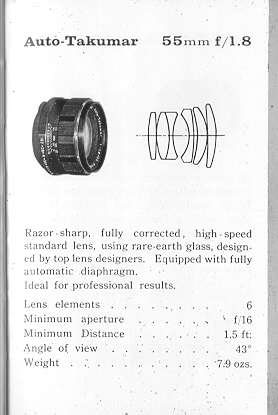 Auto-Takumar 55mm f/1.8
Razor-sharp, fully corrected, high-speed
standard lens, using rare-earth glass, design-
ed by top lens designers. Equipped with fully
automatic diaphragm.
Ideal for professional results.
Lens elements . . . . . . . 6
Minimum aperture . . . . . f/16
Minimum Distance . . . . . 1.5 ft.
Angle of view . . . . . . . 43°
Weight . . . . . . . . 7.9 ozs.